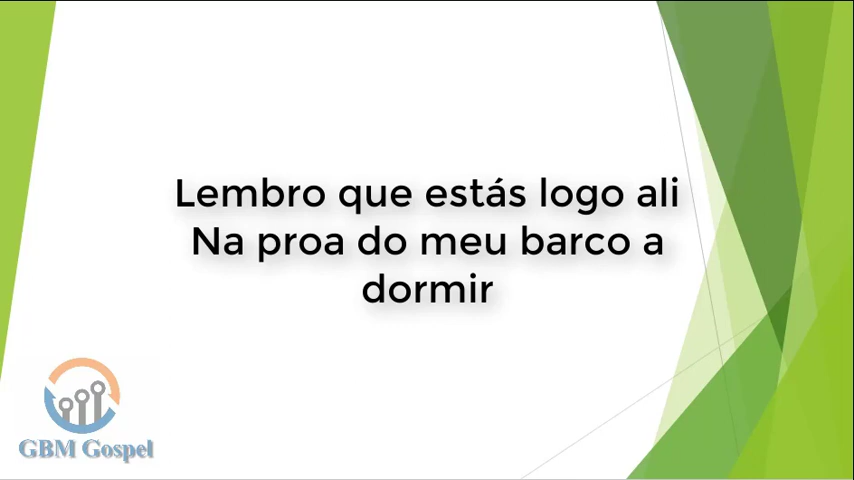 Lembro que estás logo ali
Na proa do meu barco a
dormir
GBM Gospel